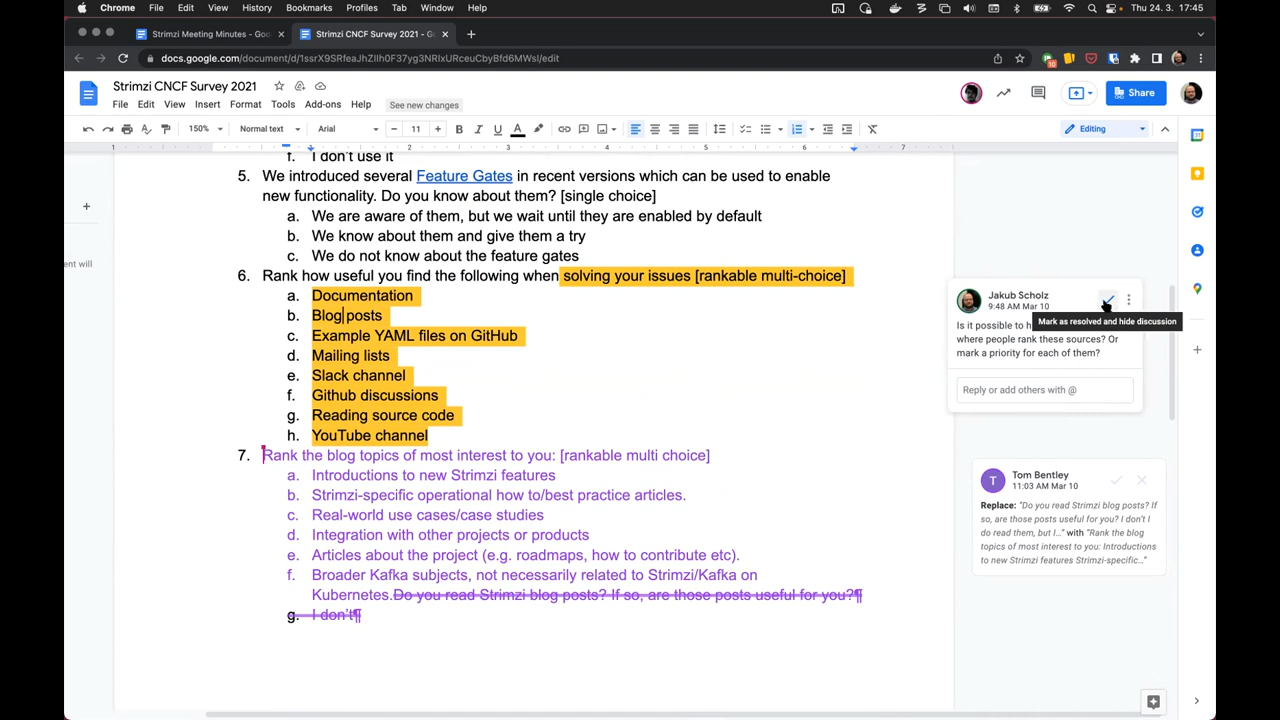 Chrome File Edit View History Bookmarks Profiles Tab Window Help Thu 24. 3. 17:45
Strimzi Meeting Minutes - Goo Strimzi CNCF Survey 2021 - G
docs.google.com/document/d/
Strimzi CNCF Survey 2021
File Edit View Insert Format Tools Add-ons Help See new changes
Share
150% Normal text Arial 11 Editing
1 1 2 3 4 5 6 7
f. I don't use it
5. We introduced several Feature Gates in recent versions which can be used to enable
new functionality. Do you know about them? [single choice]
a. We are aware of them, but we wait until they are enabled by default
b. We know about them and give them a try
c. We do not know about the feature gates
6. Rank how useful you find the following when solving your issues [rankable multi-choice]
a. Documentation
b. Blog posts
c. Example YAML files on GitHub
d. Mailing lists
e. Slack channel
f. Github discussions
g. Reading source code
h. YouTube channel
7. Rank the blog topics of most interest to you: [rankable multi choice]
a. Introductions to new Strimzi features
b. Strimzi-specific operational how to/best practice articles.
c. Real-world use cases/case studies
d. Integration with other projects or products
e. Articles about the project (e.g. roadmaps, how to contribute etc).
f. Broader Kafka subjects, not necessarily related to Strimzi/Kafka on
Kubernetes.Do you read Strimzi blog posts? If so, are those posts useful for you?¶
g. I don't¶
ent will
Jakub Scholz
9:48 AM Mar 10
Mark as resolved and hide discussion
Is it possible to h
where people rank these sources? Or
mark a priority for each of them?
Reply or add others with @
T
Tom Bentley
11:03 AM Mar 10
Replace: "Do you read Strimzi blog posts? If
so, are those posts useful for you? I don't I
do read them, but I..." with "Rank the blog
topics of most interest to you: Introductions
to new Strimzi features Strimzi-specific..."